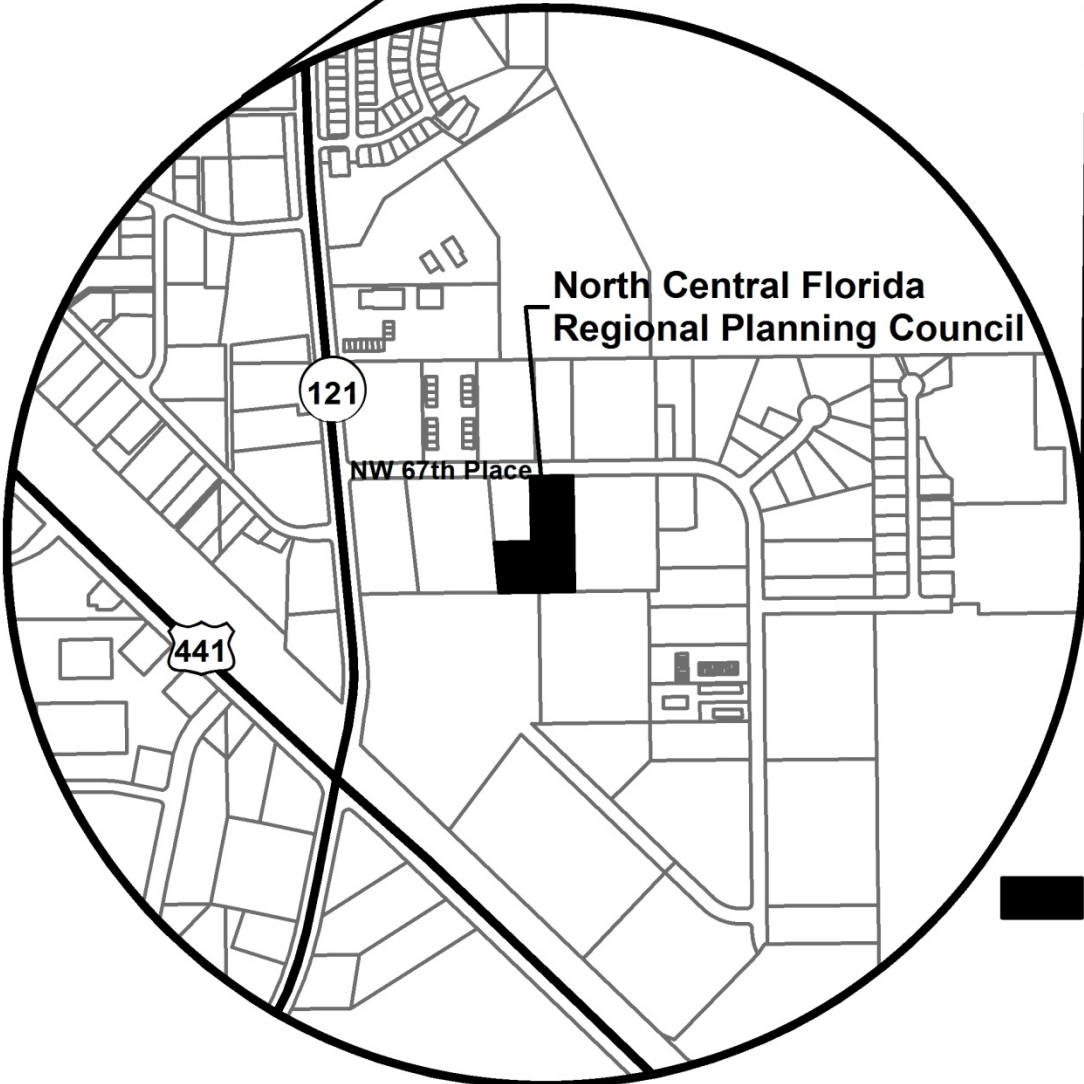 North Central Florida
Regional Planning Council
121
NW 67th Place
441